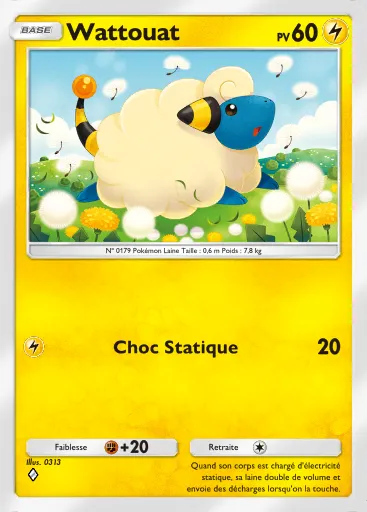 BASE Wattouat PV 60
N° 0179 Pokémon Laine Taille : 0,6 m Poids : 7,8 kg
Choc Statique 20
Faiblesse +20 Retraite
Illus. 0313
Quand son corps est chargé d'électricité
statique, sa laine double de volume et
envoie des décharges lorsqu'on la touche.